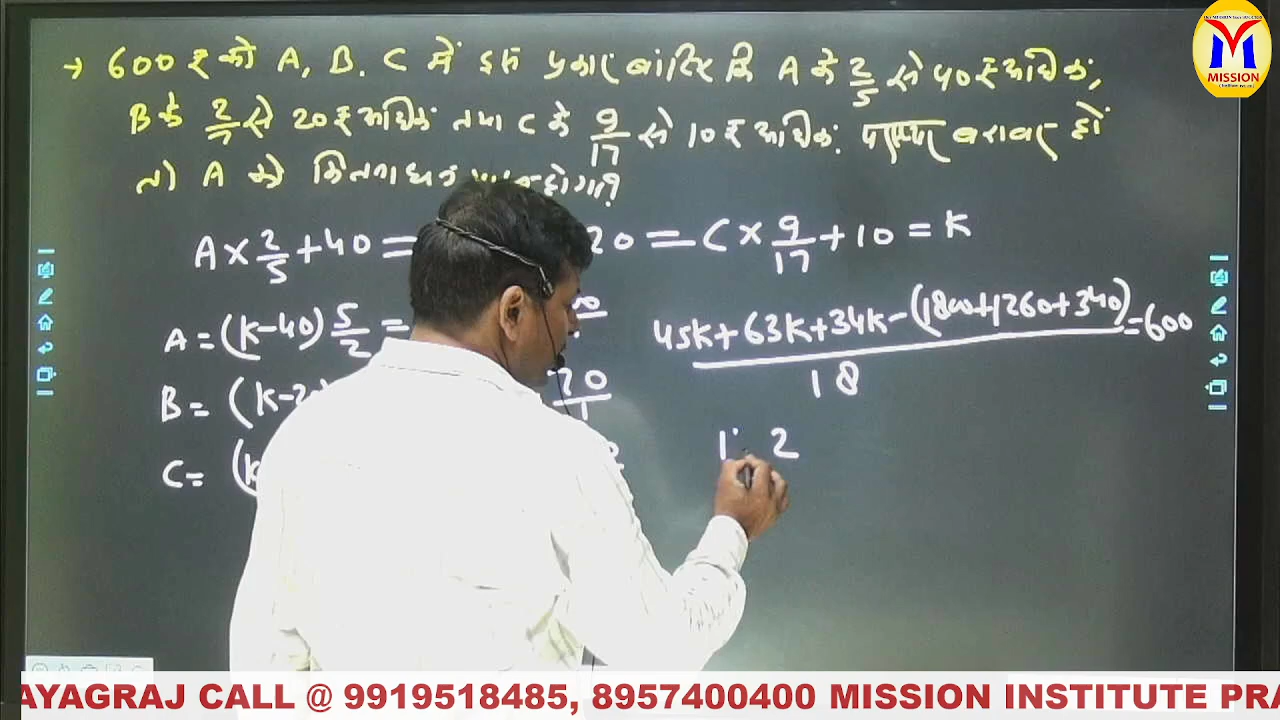 → 600 ₹ को A, B. C में इस प्रकार बांटिए कि A के 2/5 से 40 ₹ अधिक,
B के 2/7 से 20 ₹ अधिक तथा C के 9/17 से 10 ₹ अधिक परस्पर बराबर हों
तो A को कितना धन
A × 2/5 + 40 = 20 = C × 9/17 + 10 = K
A = (K-40) 5/2 =
45K + 63K + 34K - (1800 + 1260 + 340) / 18 = 600
B = (K-2
70/1
C = (K
1 2
MISSION
AYAGRAJ CALL @ 9919518485, 8957400400 MISSION INSTITUTE PRA